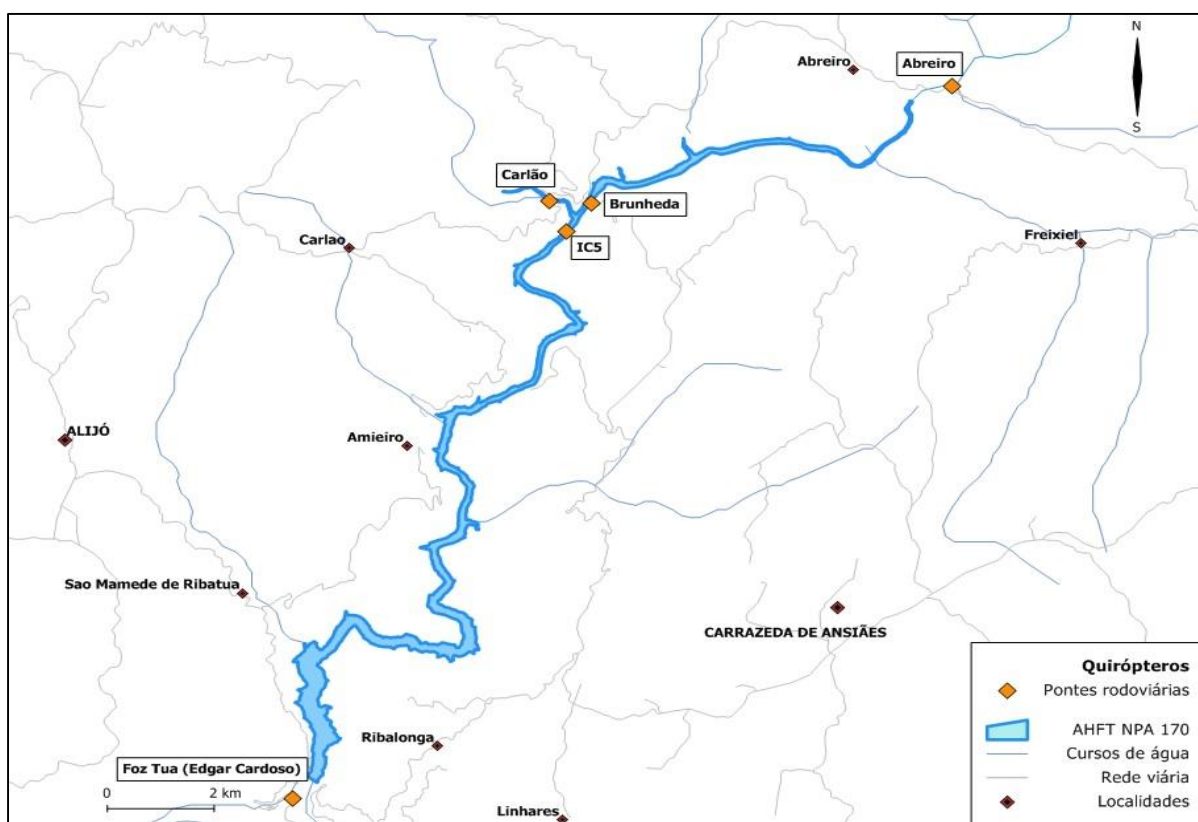 N
Abreiro
Abreiro
S
Carlão
Brunheda
Carlao
IC5
Freixiel
ALIJÓ
Amieiro
Sao Mamede de Ribatua
CARRAZEDA DE ANSIÃES
Ribalonga
Foz Tua (Edgar Cardoso)
0 2 km
Linhares
Quirópteros
Pontes rodoviárias
AHFT NPA 170
Cursos de água
Rede viária
Localidades